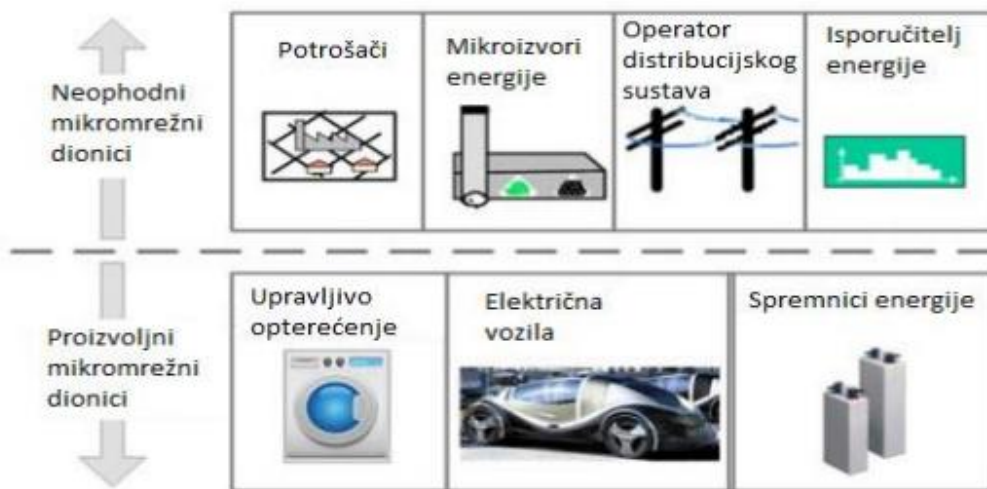 Neophodni
mikromrežni
dionici
Potrošači
Mikroizvori
energije
Operator
distribucijskog
sustava
Isporučitelj
energije
Proizvoljni
mikromrežni
dionici
Upravljivo
opterećenje
Električna
vozila
Spremnici energije